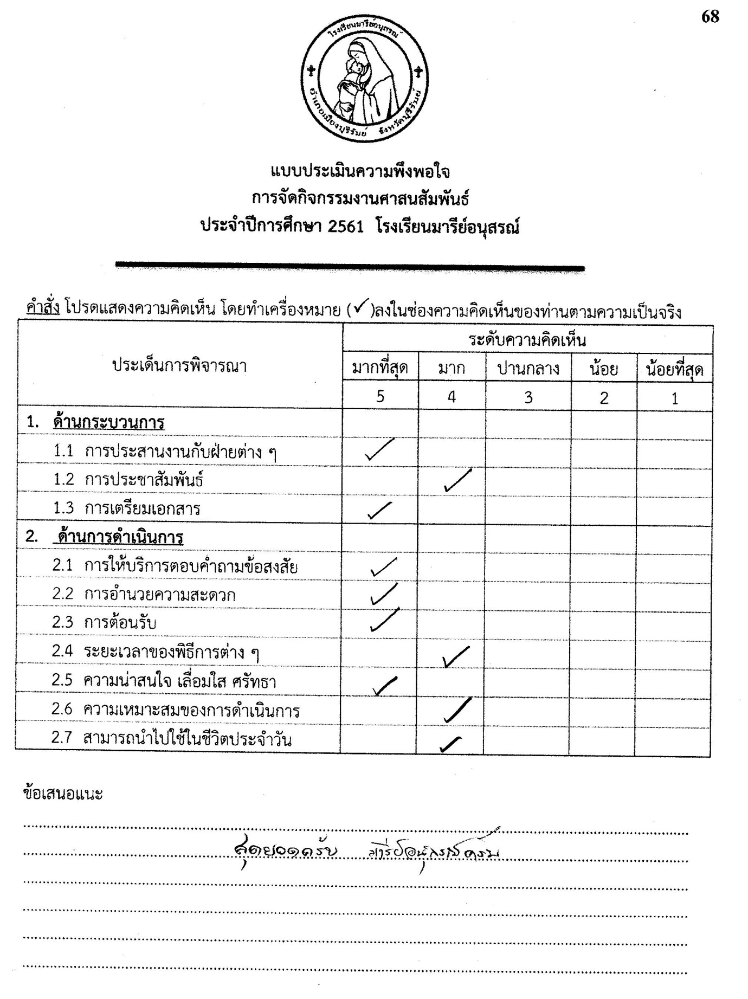 68
โรงเรียนมารีย์อนุสรณ์
อำเภอเมืองบุรีรัมย์ จังหวัดบุรีรัมย์
แบบประเมินความพึงพอใจ
การจัดกิจกรรมงานศาสนสัมพันธ์
ประจำปีการศึกษา 2561 โรงเรียนมารีย์อนุสรณ์
คำสั่ง โปรดแสดงความคิดเห็น โดยทำเครื่องหมาย (✓)ลงในช่องความคิดเห็นของท่านตามความเป็นจริง
ประเด็นการพิจารณา
ระดับความคิดเห็น
มากที่สุด มาก ปานกลาง น้อย น้อยที่สุด
5 4 3 2 1
1. ด้านกระบวนการ
1.1 การประสานงานกับฝ่ายต่าง ๆ ✓
1.2 การประชาสัมพันธ์ ✓
1.3 การเตรียมเอกสาร ✓
2. ด้านการดำเนินการ
2.1 การให้บริการตอบคำถามข้อสงสัย ✓
2.2 การอำนวยความสะดวก ✓
2.3 การต้อนรับ ✓
2.4 ระยะเวลาของพิธีการต่าง ๆ ✓
2.5 ความน่าสนใจ เลื่อมใส ศรัทธา ✓
2.6 ความเหมาะสมของการดำเนินการ ✓
2.7 สามารถนำไปใช้ในชีวิตประจำวัน ✓
ข้อเสนอแนะ
สุดยอดครับ